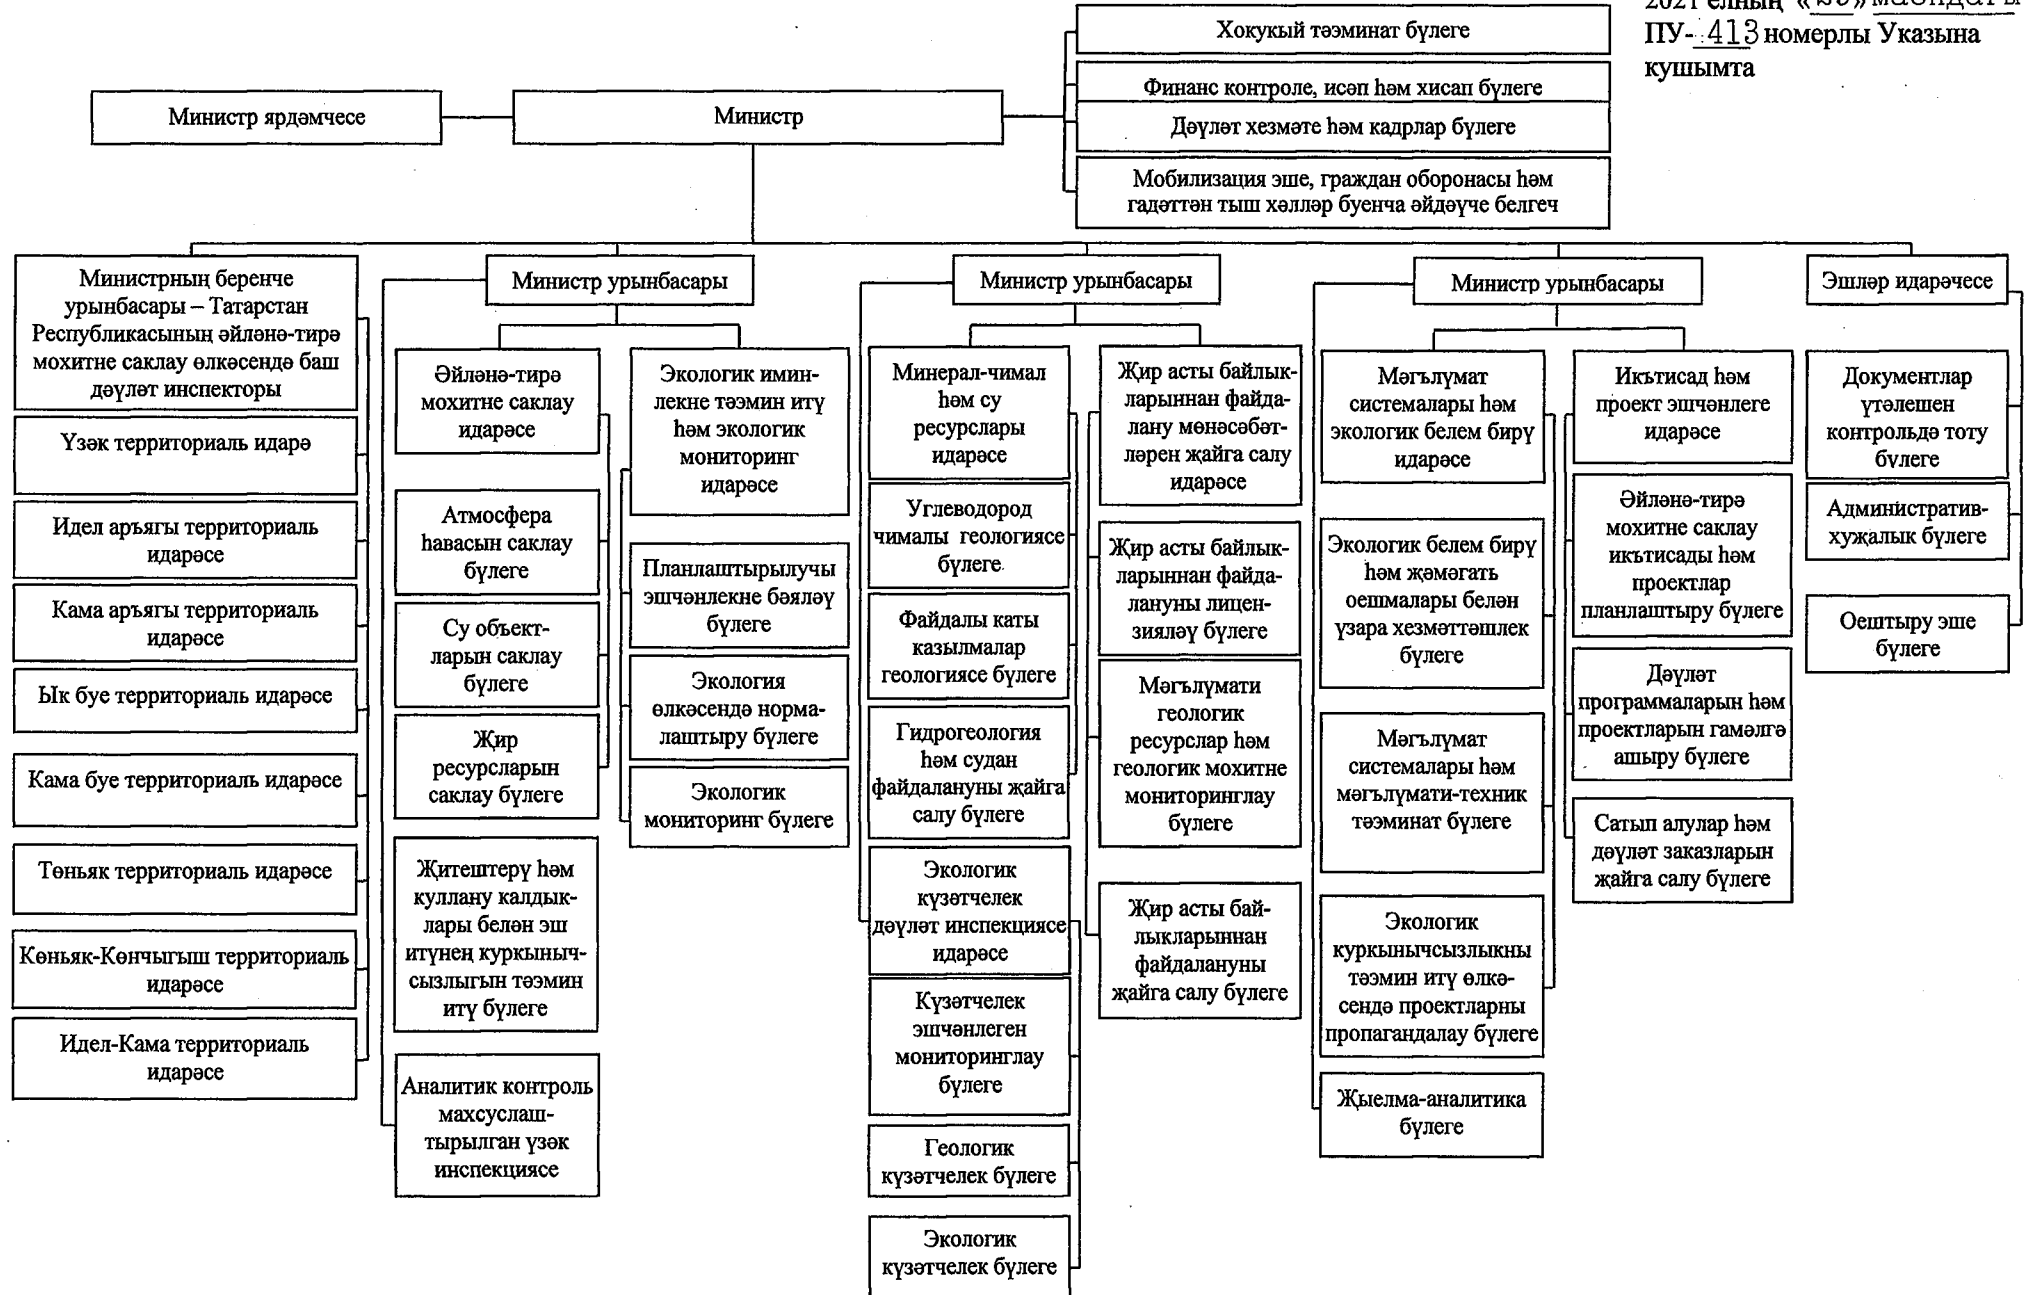 2021 елның
ПУ- 413 номерлы Указына
кушымта
Хокукый тәэминат бүлеге
Финанс контроле, исәп һәм хисап бүлеге
Дәүләт хезмәте һәм кадрлар бүлеге
Мобилизация эше, граждан оборонасы һәм
гадәттән тыш хәлләр буенча әйдәүче белгеч
Министр ярдәмчесе
Министр
Министрның беренче
урынбасары – Татарстан
Республикасының әйләнә-тирә
мохитне саклау өлкәсендә баш
дәүләт инспекторы
Үзәк территориаль идарә
Идел аръягы территориаль
идарәсе
Кама аръягы территориаль
идарәсе
Ык буе территориаль идарәсе
Кама буе территориаль идарәсе
Төньяк территориаль идарәсе
Көньяк-Көнчыгыш территориаль
идарәсе
Идел-Кама территориаль
идарәсе
Министр урынбасары
Әйләнә-тирә
мохитне саклау
идарәсе
Атмосфера
һавасын саклау
бүлеге
Су объект-
ларын саклау
бүлеге
Җир
ресурсларын
саклау бүлеге
Җитештерү һәм
куллану калдык-
лары белән эш
итүнең куркыныч-
сызлыгын тәэмин
итү бүлеге
Аналитик контроль
махсуслаш-
тырылган үзәк
инспекциясе
Экологик имин-
лекне тәэмин итү
һәм экологик
мониторинг
идарәсе
Планлаштырылучы
эшчәнлекне бәяләү
бүлеге
Экология
өлкәсендә норма-
лаштыру бүлеге
Экологик
мониторинг бүлеге
Министр урынбасары
Минерал-чимал
һәм су
ресурслары
идарәсе
Углеводород
чималы геологиясе
бүлеге
Файдалы каты
казылмалар
геологиясе бүлеге
Гидрогеология
һәм судан
файдалануны җайга
салу бүлеге
Экологик
күзәтчелек
дәүләт инспекциясе
идарәсе
Күзәтчелек
эшчәнлеген
мониторинглау
бүлеге
Геологик
күзәтчелек бүлеге
Экологик
күзәтчелек бүлеге
Җир асты байлык-
ларыннан файда-
лану мөнәсәбәт-
ләрен җайга салу
идарәсе
Җир асты байлык-
ларыннан файда-
лануны лицен-
зияләү бүлеге
Мәгълүмати
геологик
ресурслар һәм
геологик мохитне
мониторинглау
бүлеге
Җир асты бай-
лыкларыннан
файдалануны
җайга салу бүлеге
Министр урынбасары
Мәгълүмат
системалары һәм
экологик белем бирү
идарәсе
Экологик белем бирү
һәм җәмәгать
оешмалары белән
үзара хезмәттәшлек
бүлеге
Мәгълүмат
системалары һәм
мәгълүмати-техник
тәэминат бүлеге
Экологик
куркынычсызлыкны
тәэмин итү өлкә-
сендә проектларны
пропагандалау бүлеге
Җыелма-аналитика
бүлеге
Икътисад һәм
проект эшчәнлеге
идарәсе
Әйләнә-тирә
мохитне саклау
икътисады һәм
проектлар
планлаштыру бүлеге
Дәүләт
программаларын һәм
проектларын гамәлгә
ашыру бүлеге
Сатып алулар һәм
дәүләт заказларын
җайга салу бүлеге
Эшләр идарәчесе
Документлар
үтәлешен
контрольдә тоту
бүлеге
Административ-
хуҗалык бүлеге
Оештыру эше
бүлеге